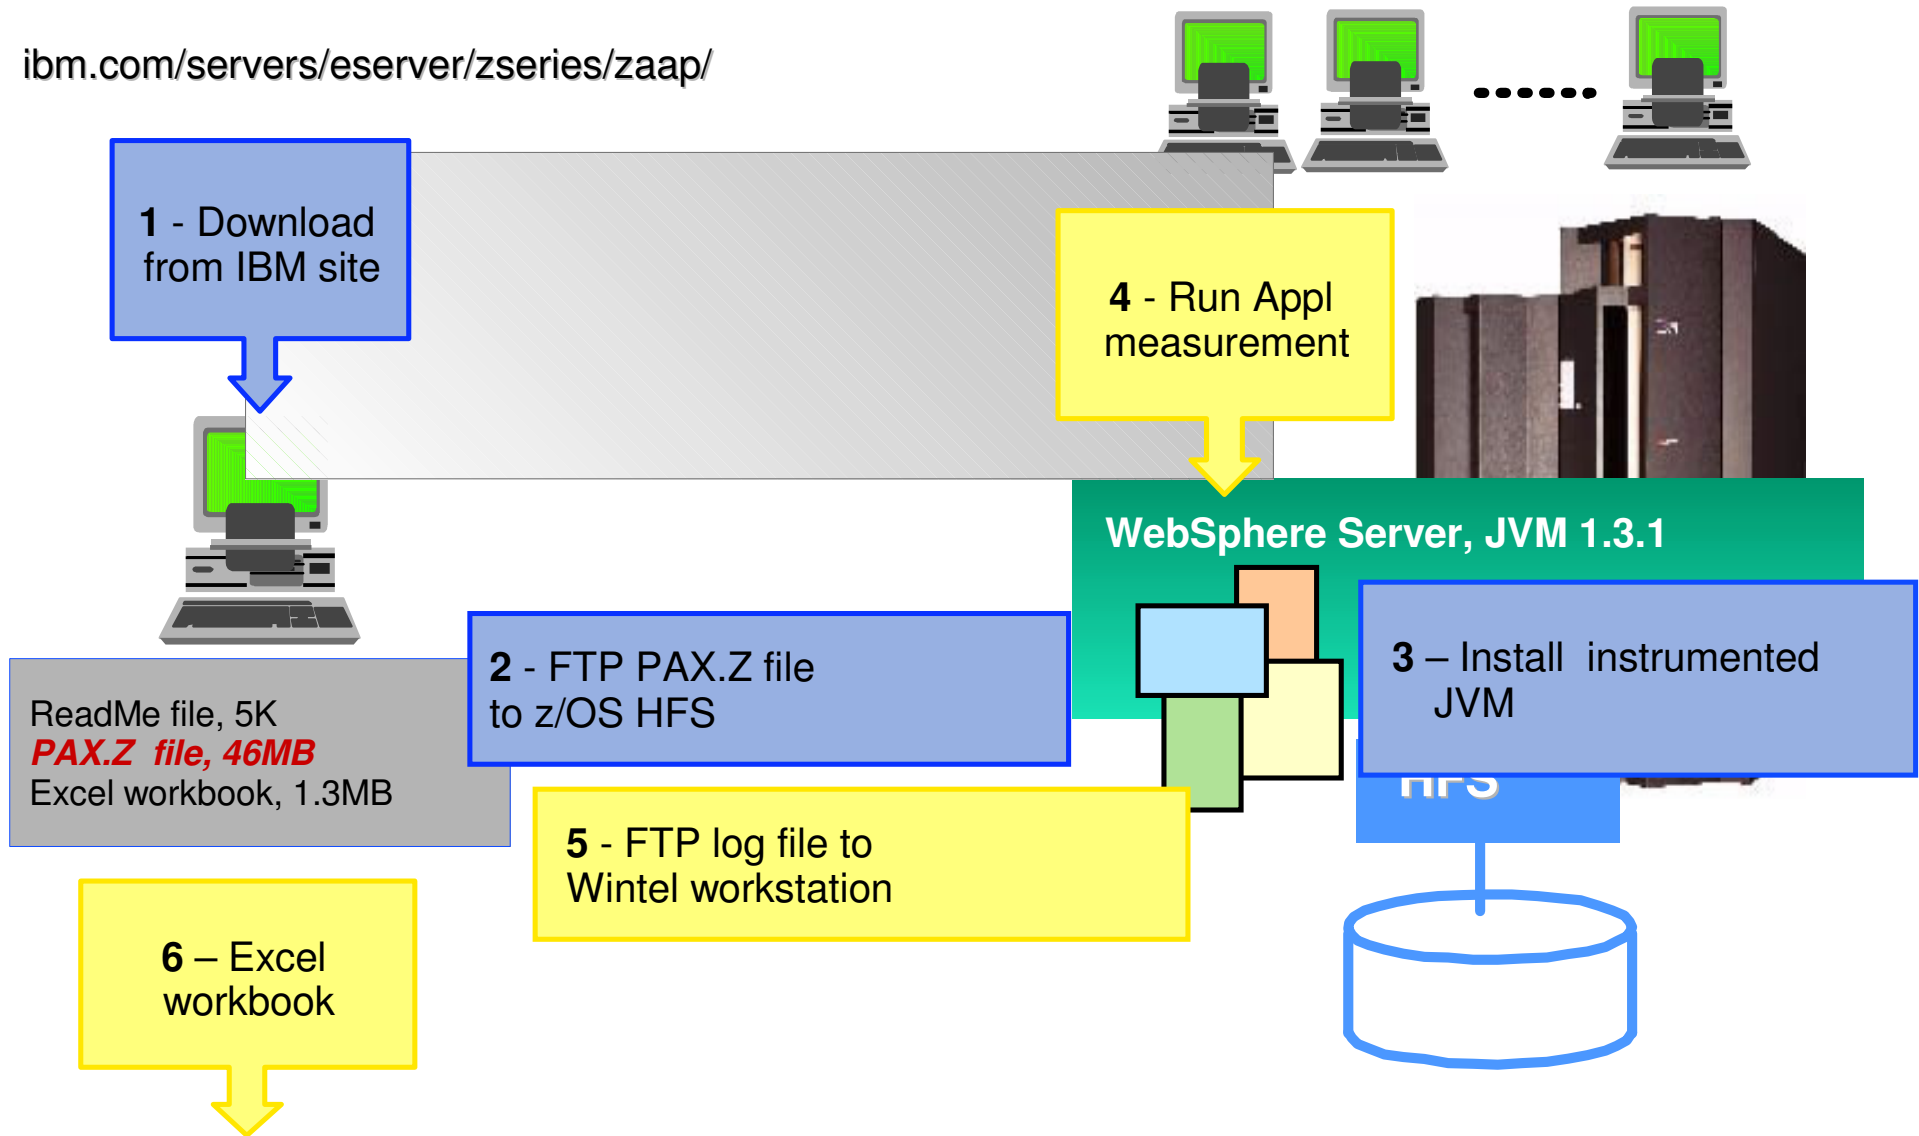 ibm.com/servers/eserver/zseries/zaap/
1 - Download
from IBM site
4 - Run Appl
measurement
WebSphere Server, JVM 1.3.1
2 - FTP PAX.Z file
to z/OS HFS
3 – Install instrumented
JVM
ReadMe file, 5K
PAX.Z file, 46MB
Excel workbook, 1.3MB
HFS
5 - FTP log file to
Wintel workstation
6 – Excel
workbook